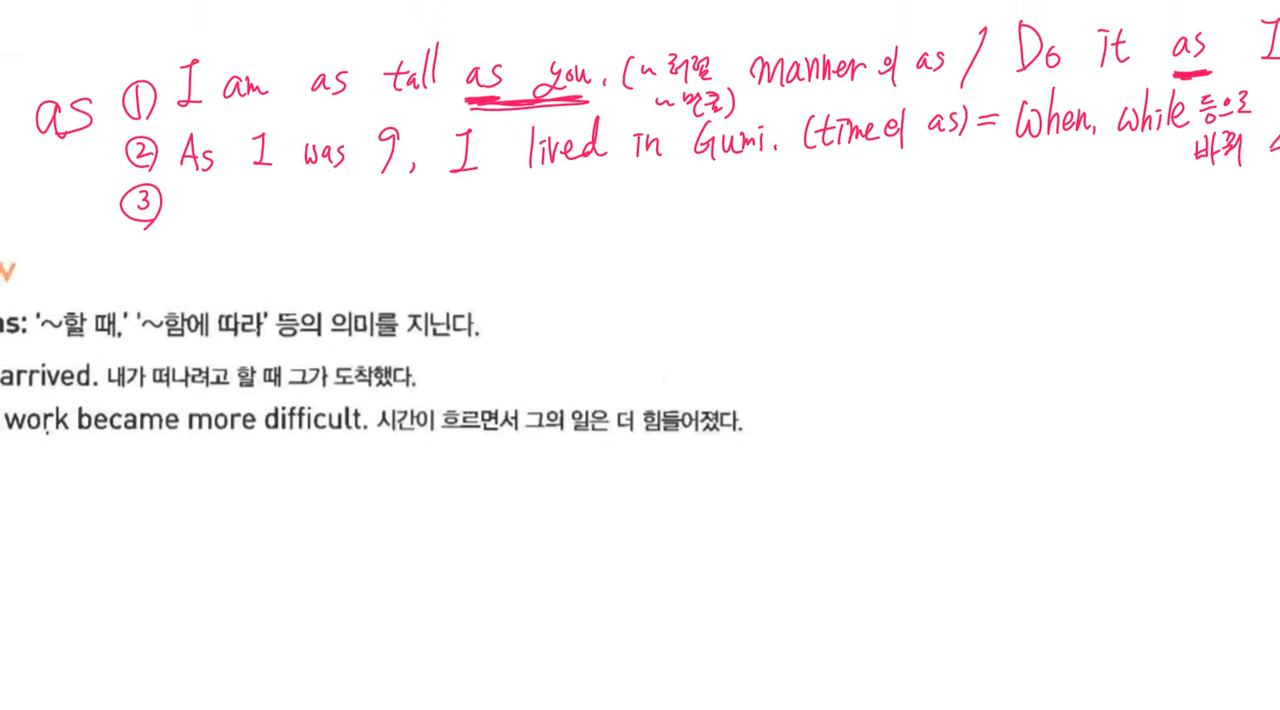 as ① I am as tall as you. (~처럼 manner의 as / Do it as I
~만큼)
② As I was 9, I lived in Gumi. (time의 as) = When, while 등으로
바꿔
③
as: ‘~할 때,’ ‘~함에 따라’ 등의 의미를 지닌다.
arrived. 내가 떠나려고 할 때 그가 도착했다.
work became more difficult. 시간이 흐르면서 그의 일은 더 힘들어졌다.